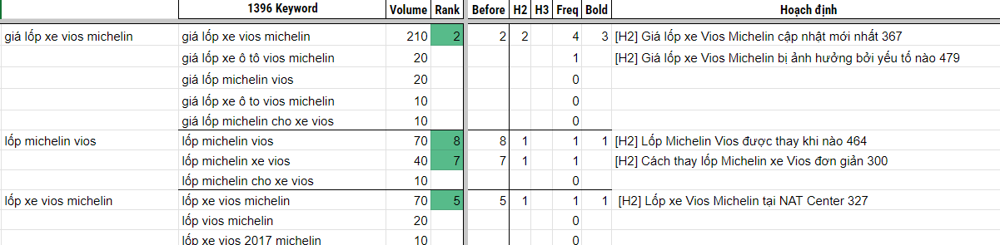 1396 Keyword Volume Rank Before H2 H3 Freq Bold Hoạch định
giá lốp xe vios michelin giá lốp xe vios michelin 210 2 2 2 4 3 [H2] Giá lốp xe Vios Michelin cập nhật mới nhất 367
giá lốp xe ô tô vios michelin 20 1 [H2] Giá lốp xe Vios Michelin bị ảnh hưởng bởi yếu tố nào 479
giá lốp michelin vios 20 0
giá lốp xe ô to vios michelin 10 0
giá lốp michelin cho xe vios 10 0
lốp michelin vios lốp michelin vios 70 8 8 1 1 1 [H2] Lốp Michelin Vios được thay khi nào 464
lốp michelin xe vios 40 7 7 1 1 [H2] Cách thay lốp Michelin xe Vios đơn giản 300
lốp michelin cho xe vios 10 0
lốp xe vios michelin lốp xe vios michelin 70 5 5 1 1 1 [H2] Lốp xe Vios Michelin tại NAT Center 327
lốp vios michelin 20 0
lốp xe vios 2017 michelin 10 0